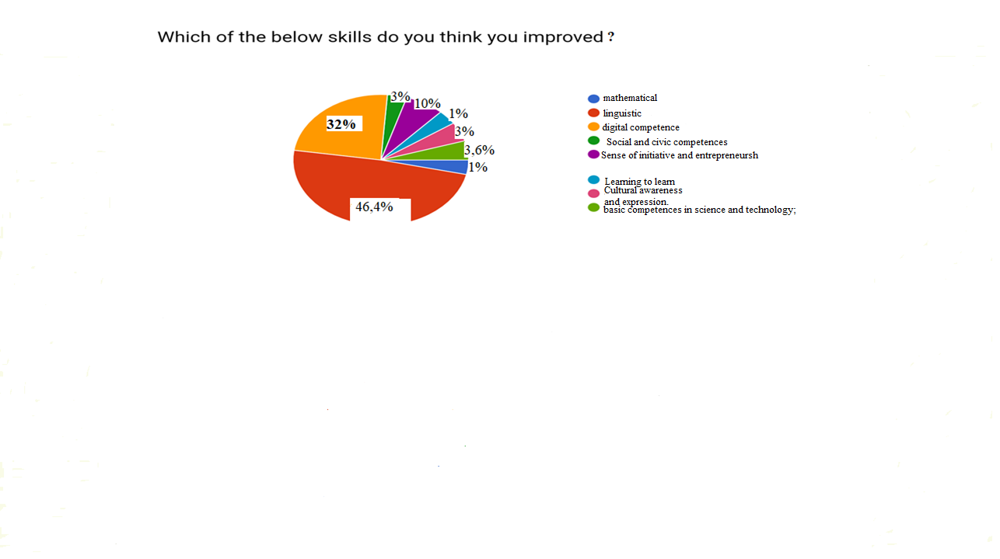 Which of the below skills do you think you improved ?
3%
10%
1%
3%
3,6%
1%
32%
46,4%
mathematical
linguistic
digital competence
Social and civic competences
Sense of initiative and entrepreneursh
Learning to learn
Cultural awareness
and expression.
basic competences in science and technology;